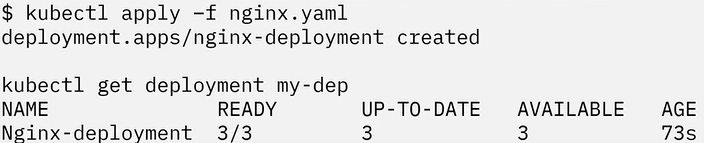 $ kubectl apply –f nginx.yaml
deployment.apps/nginx-deployment created
kubectl get deployment my-dep
NAME READY UP-TO-DATE AVAILABLE AGE
Nginx-deployment 3/3 3 3 73s